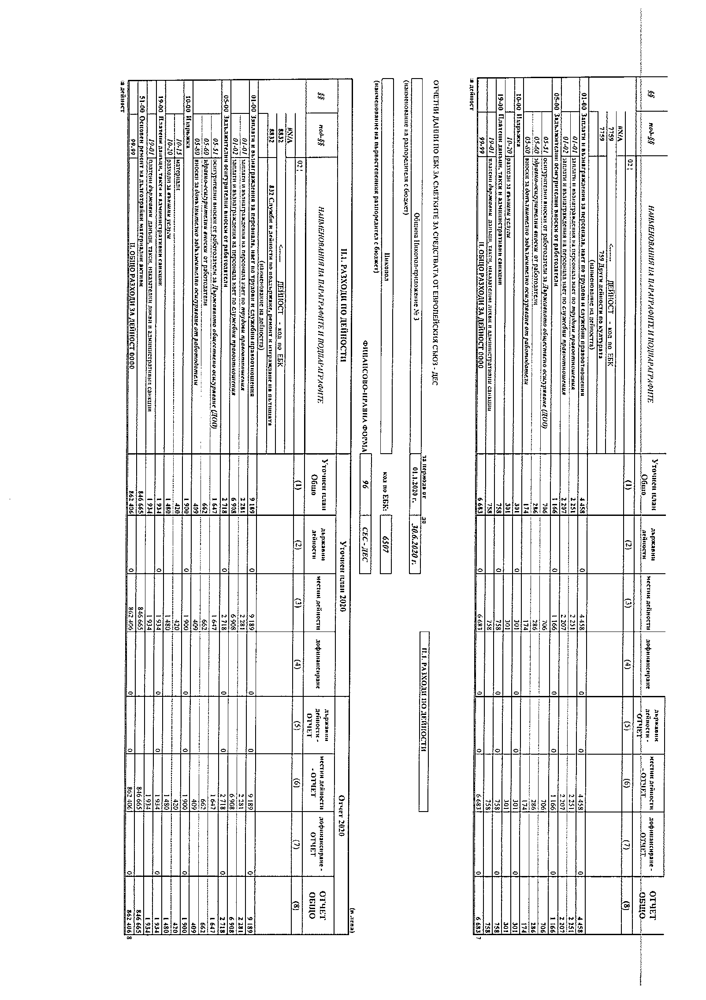 §§ под-§§ НАИМЕНОВАНИЯ НА ПАРАГРАФИТЕ И ПОДПАРАГРАФИТЕ Уточнен план Общо държавни дейности местни дейности дофинансиране държавни дейности - ОТЧЕТ местни дейности - ОТЧЕТ дофинансиране - ОТЧЕТ ОТЧЕТ ОБЩО
(1) (2) (3) (4) (5) (6) (7) (8)
#N/A
7759 <------ ДЕЙНОСТ - код по ЕБК
7759 759 Други дейности по културата
(наименование на дейността)
01-00 Заплати и възнаграждения за персонала, нает по трудови и служебни правоотношения 4 458 0 4 458 0 0 4 458 0 4 458
01-01 заплати и възнаграждения на персонала нает по трудови правоотношения 2 251 2 251 2 251 2 251
01-02 заплати и възнаграждения на персонала нает по служебни правоотношения 2 207 2 207 2 207 2 207
05-00 Задължителни осигурителни вноски от работодатели 1 166 0 1 166 0 0 1 166 0 1 166
05-51 осигурителни вноски от работодатели за Държавното обществено осигуряване (ДОО) 706 706 706 706
05-60 здравно-осигурителни вноски от работодатели 286 286 286 286
05-80 вноски за допълнително задължително осигуряване от работодатели 174 174 174 174
10-00 Издръжка 301 0 301 0 0 301 0 301
10-20 разходи за външни услуги 301 301 301 301
19-00 Платени данъци, такси и административни санкции 758 0 758 0 0 758 0 758
19-01 платени държавни данъци, такси, наказателни лихви и административни санкции 758 758 758 758
99-99 II. ОБЩО РАЗХОДИ ЗА ДЕЙНОСТ 0000 6 683 0 6 683 0 0 6 683 0 6 683 7
а дейност
ОТЧЕТНИ ДАННИ ПО ЕБК ЗА СМЕТКИТЕ ЗА СРЕДСТВАТА ОТ ЕВРОПЕЙСКИЯ СЪЮЗ - ДЕС
за периода от до II.1. РАЗХОДИ ПО ДЕЙНОСТИ
Община Никопол-приложение № 3 01.1.2020 г. 30.6.2020 г.
(наименование на разпоредителя с бюджет)
Никопол код по ЕБК: 6507
(наименование на първостепенния разпоредител с бюджет)
ФИНАНСОВО-ПРАВНА ФОРМА 96 СЕС - ДЕС
(в лева)
II.1. РАЗХОДИ ПО ДЕЙНОСТИ Уточнен план 2020 Отчет 2020
§§ под-§§ НАИМЕНОВАНИЯ НА ПАРАГРАФИТЕ И ПОДПАРАГРАФИТЕ Уточнен план Общо държавни дейности местни дейности дофинансиране държавни дейности - ОТЧЕТ местни дейности - ОТЧЕТ дофинансиране - ОТЧЕТ ОТЧЕТ ОБЩО
(1) (2) (3) (4) (5) (6) (7) (8)
#N/A
8832 <------ ДЕЙНОСТ - код по ЕБК
8832 832 Служби и дейности по поддържане, ремонт и изграждане на пътищата
(наименование на дейността)
01-00 Заплати и възнаграждения за персонала, нает по трудови и служебни правоотношения 9 189 0 9 189 0 0 9 189 0 9 189
01-01 заплати и възнаграждения на персонала нает по трудови правоотношения 2 281 2 281 2 281 2 281
01-02 заплати и възнаграждения на персонала нает по служебни правоотношения 6 908 6 908 6 908 6 908
05-00 Задължителни осигурителни вноски от работодатели 2 718 0 2 718 0 0 2 718 0 2 718
05-51 осигурителни вноски от работодатели за Държавното обществено осигуряване (ДОО) 1 647 1 647 1 647 1 647
05-60 здравно-осигурителни вноски от работодатели 662 662 662 662
05-80 вноски за допълнително задължително осигуряване от работодатели 409 409 409 409
10-00 Издръжка 1 900 0 1 900 0 0 1 900 0 1 900
10-15 материали 420 420 420 420
10-20 разходи за външни услуги 1 480 1 480 1 480 1 480
19-00 Платени данъци, такси и административни санкции 1 934 0 1 934 0 0 1 934 0 1 934
19-01 платени държавни данъци, такси, наказателни лихви и административни санкции 1 934 1 934 1 934 1 934
51-00 Основен ремонт на дълготрайни материални активи 846 665 846 665 846 665 846 665
99-99 II. ОБЩО РАЗХОДИ ЗА ДЕЙНОСТ 0000 862 406 0 862 406 0 0 862 406 0 862 406 8
а дейност